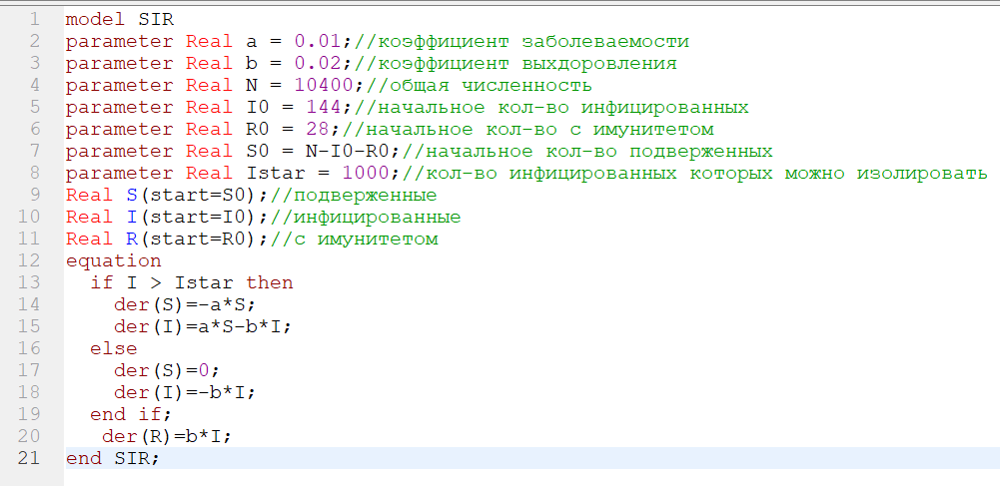 1 model SIR
2 parameter Real a = 0.01;//коэффициент заболеваемости
3 parameter Real b = 0.02;//коэффициент выхдоровления
4 parameter Real N = 10400;//общая численность
5 parameter Real I0 = 144;//начальное кол-во инфицированных
6 parameter Real R0 = 28;//начальное кол-во с имунитетом
7 parameter Real S0 = N-I0-R0;//начальное кол-во подверженных
8 parameter Real Istar = 1000;//кол-во инфицированных которых можно изолировать
9 Real S(start=S0);//подверженные
10 Real I(start=I0);//инфицированные
11 Real R(start=R0);//с имунитетом
12 equation
13   if I > Istar then
14     der(S)=-a*S;
15     der(I)=a*S-b*I;
16   else
17     der(S)=0;
18     der(I)=-b*I;
19   end if;
20    der(R)=b*I;
21 end SIR;